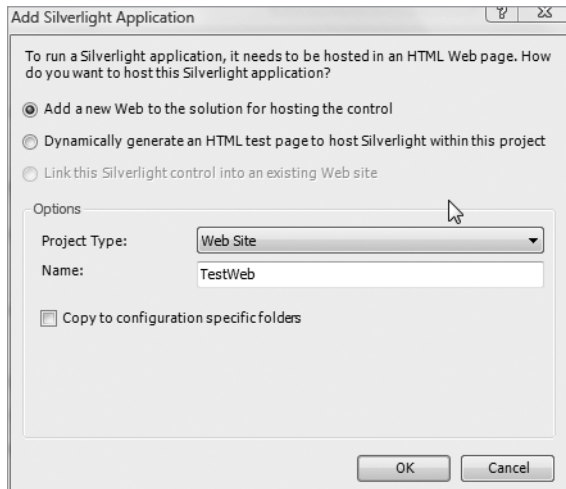 Add Silverlight Application
To run a Silverlight application, it needs to be hosted in an HTML Web page. How
do you want to host this Silverlight application?
Add a new Web to the solution for hosting the control
Dynamically generate an HTML test page to host Silverlight within this project
Link this Silverlight control into an existing Web site
Options
Project Type:
Web Site
Name:
TestWeb
Copy to configuration specific folders
OK
Cancel